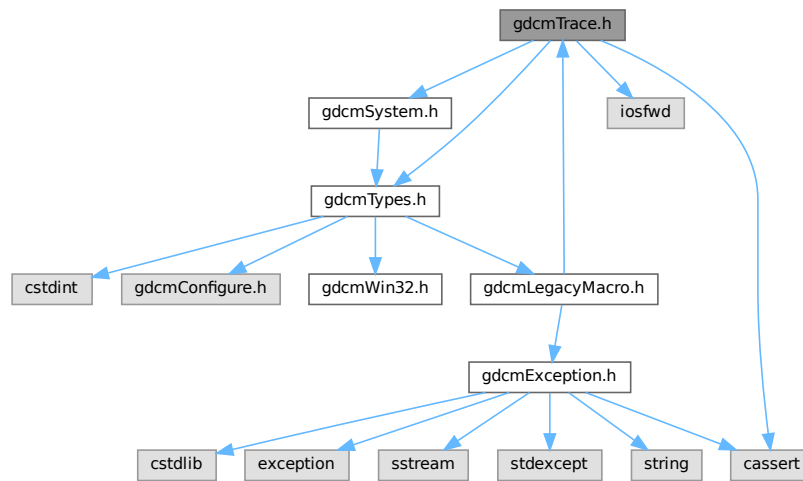 gdcmTrace.h
gdcmSystem.h
iosfwd
gdcmTypes.h
cstdint
gdcmConfigure.h
gdcmWin32.h
gdcmLegacyMacro.h
gdcmException.h
cstdlib
exception
sstream
stdexcept
string
cassert